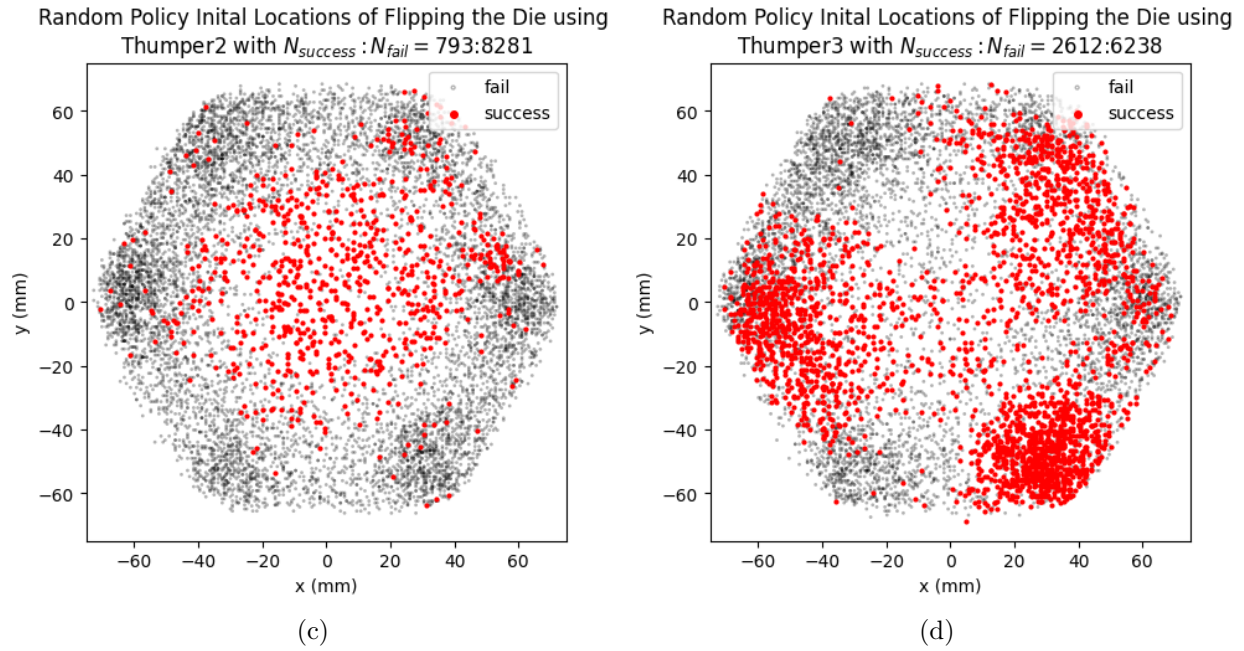 Random Policy Inital Locations of Flipping the Die using
Thumper2 with N_success : N_fail = 793:8281
fail
success
60
40
20
0
−20
−40
−60
y (mm)
−60 −40 −20 0 20 40 60
x (mm)
(c)
Random Policy Inital Locations of Flipping the Die using
Thumper3 with N_success : N_fail = 2612:6238
fail
success
60
40
20
0
−20
−40
−60
y (mm)
−60 −40 −20 0 20 40 60
x (mm)
(d)